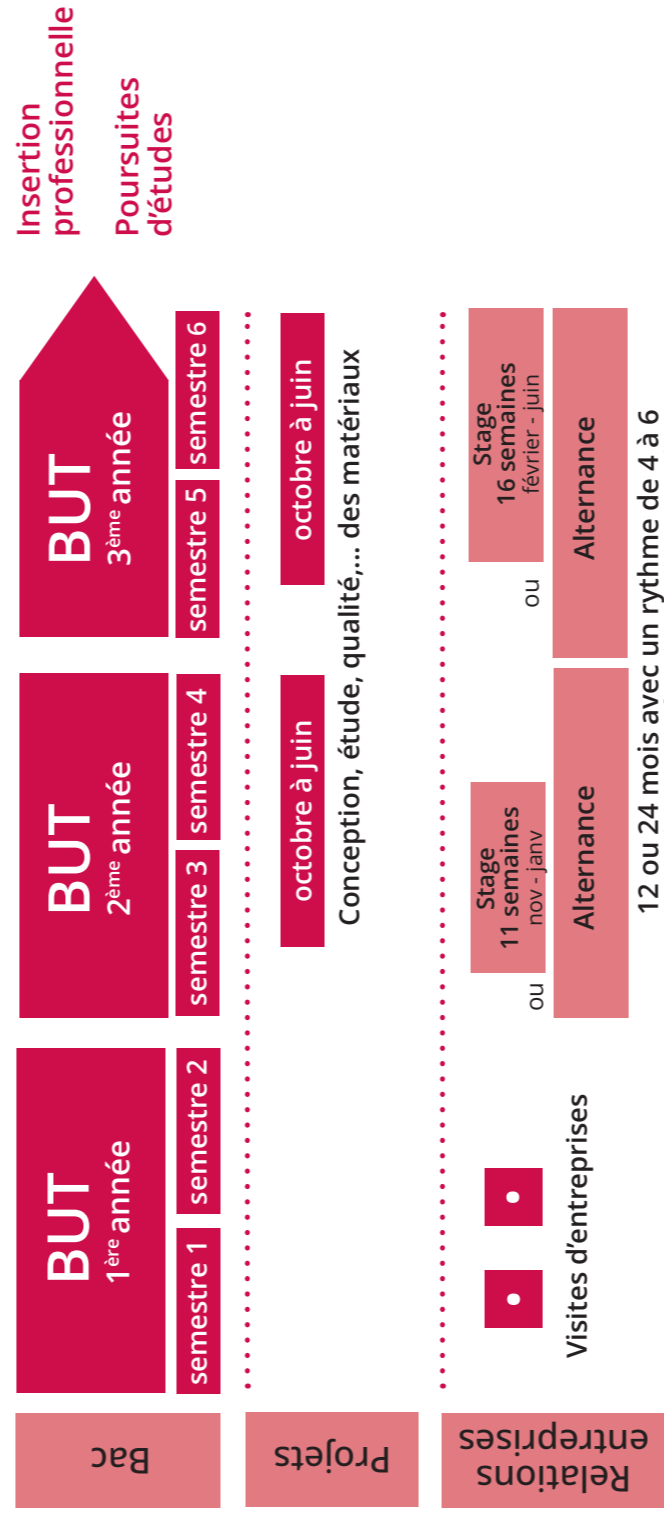 Bac
BUT
1ère année
semestre 1
semestre 2
BUT
2ème année
semestre 3
semestre 4
BUT
3ème année
semestre 5
semestre 6
Insertion
professionnelle
Poursuites
d'études
Projets
octobre à juin
octobre à juin
Conception, étude, qualité,... des matériaux
Relations
entreprises
Visites d'entreprises
Stage
11 semaines
nov - janv
ou
Alternance
Stage
16 semaines
février - juin
ou
Alternance
12 ou 24 mois avec un rythme de 4 à 6